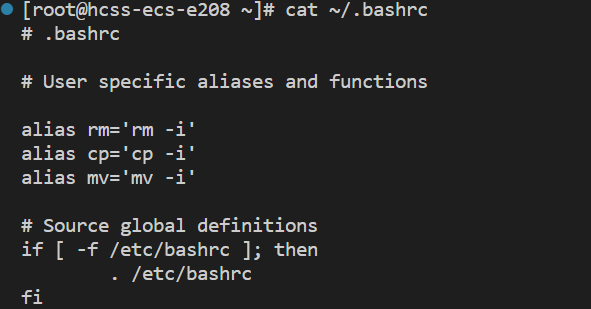 [root@hcss-ecs-e208 ~]# cat ~/.bashrc
# .bashrc

# User specific aliases and functions

alias rm='rm -i'
alias cp='cp -i'
alias mv='mv -i'

# Source global definitions
if [ -f /etc/bashrc ]; then
        . /etc/bashrc
fi